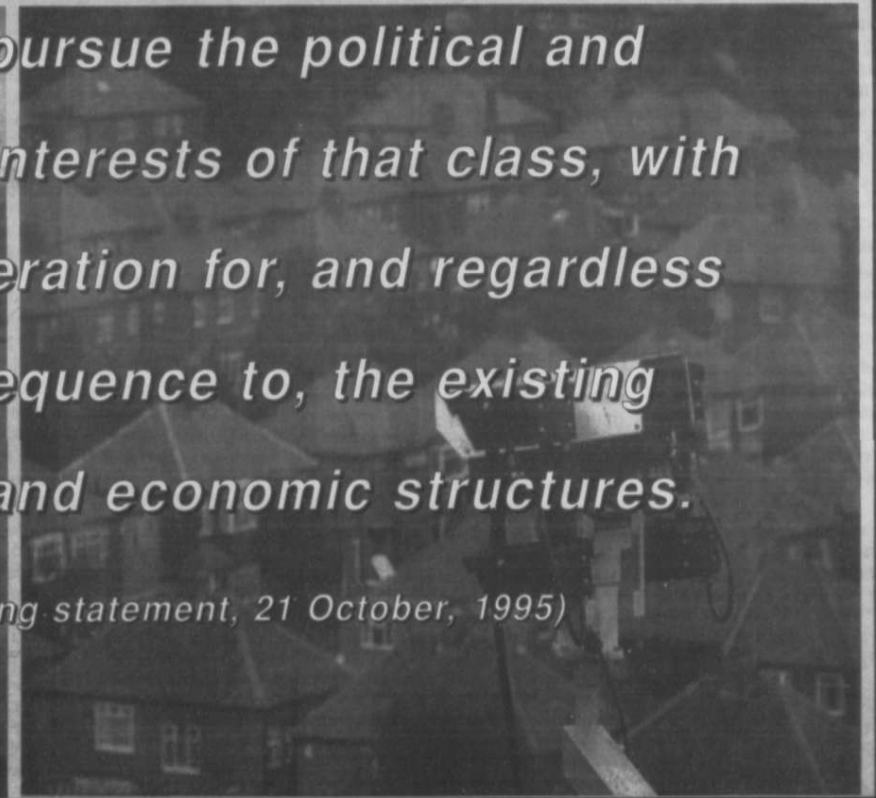 pursue the political and
nterests of that class, with
eration for, and regardless
equence to, the existing
and economic structures.
ng statement, 21 October, 1995)